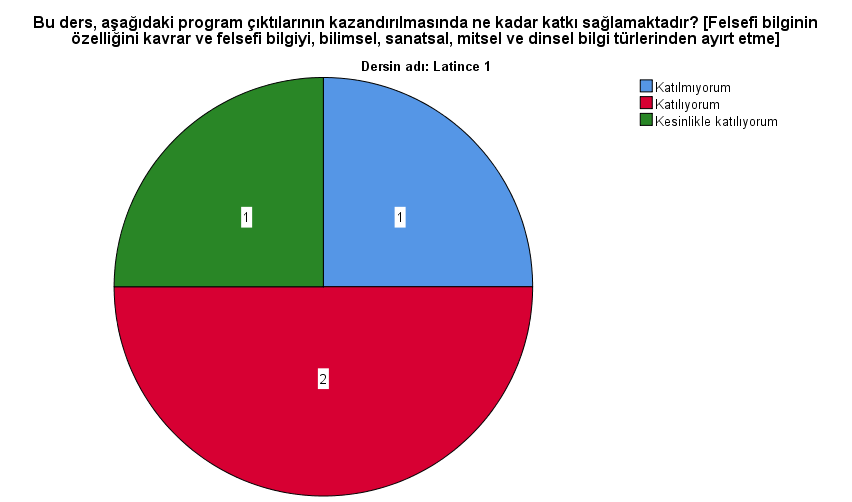 Bu ders, aşağıdaki program çıktılarının kazandırılmasında ne kadar katkı sağlamaktadır? [Felsefi bilginin
özelliğini kavrar ve felsefi bilgiyi, bilimsel, sanatsal, mitsel ve dinsel bilgi türlerinden ayırt etme]
Dersin adı: Latince 1
Katılmıyorum
Katılıyorum
Kesinlikle katılıyorum
1
1
2